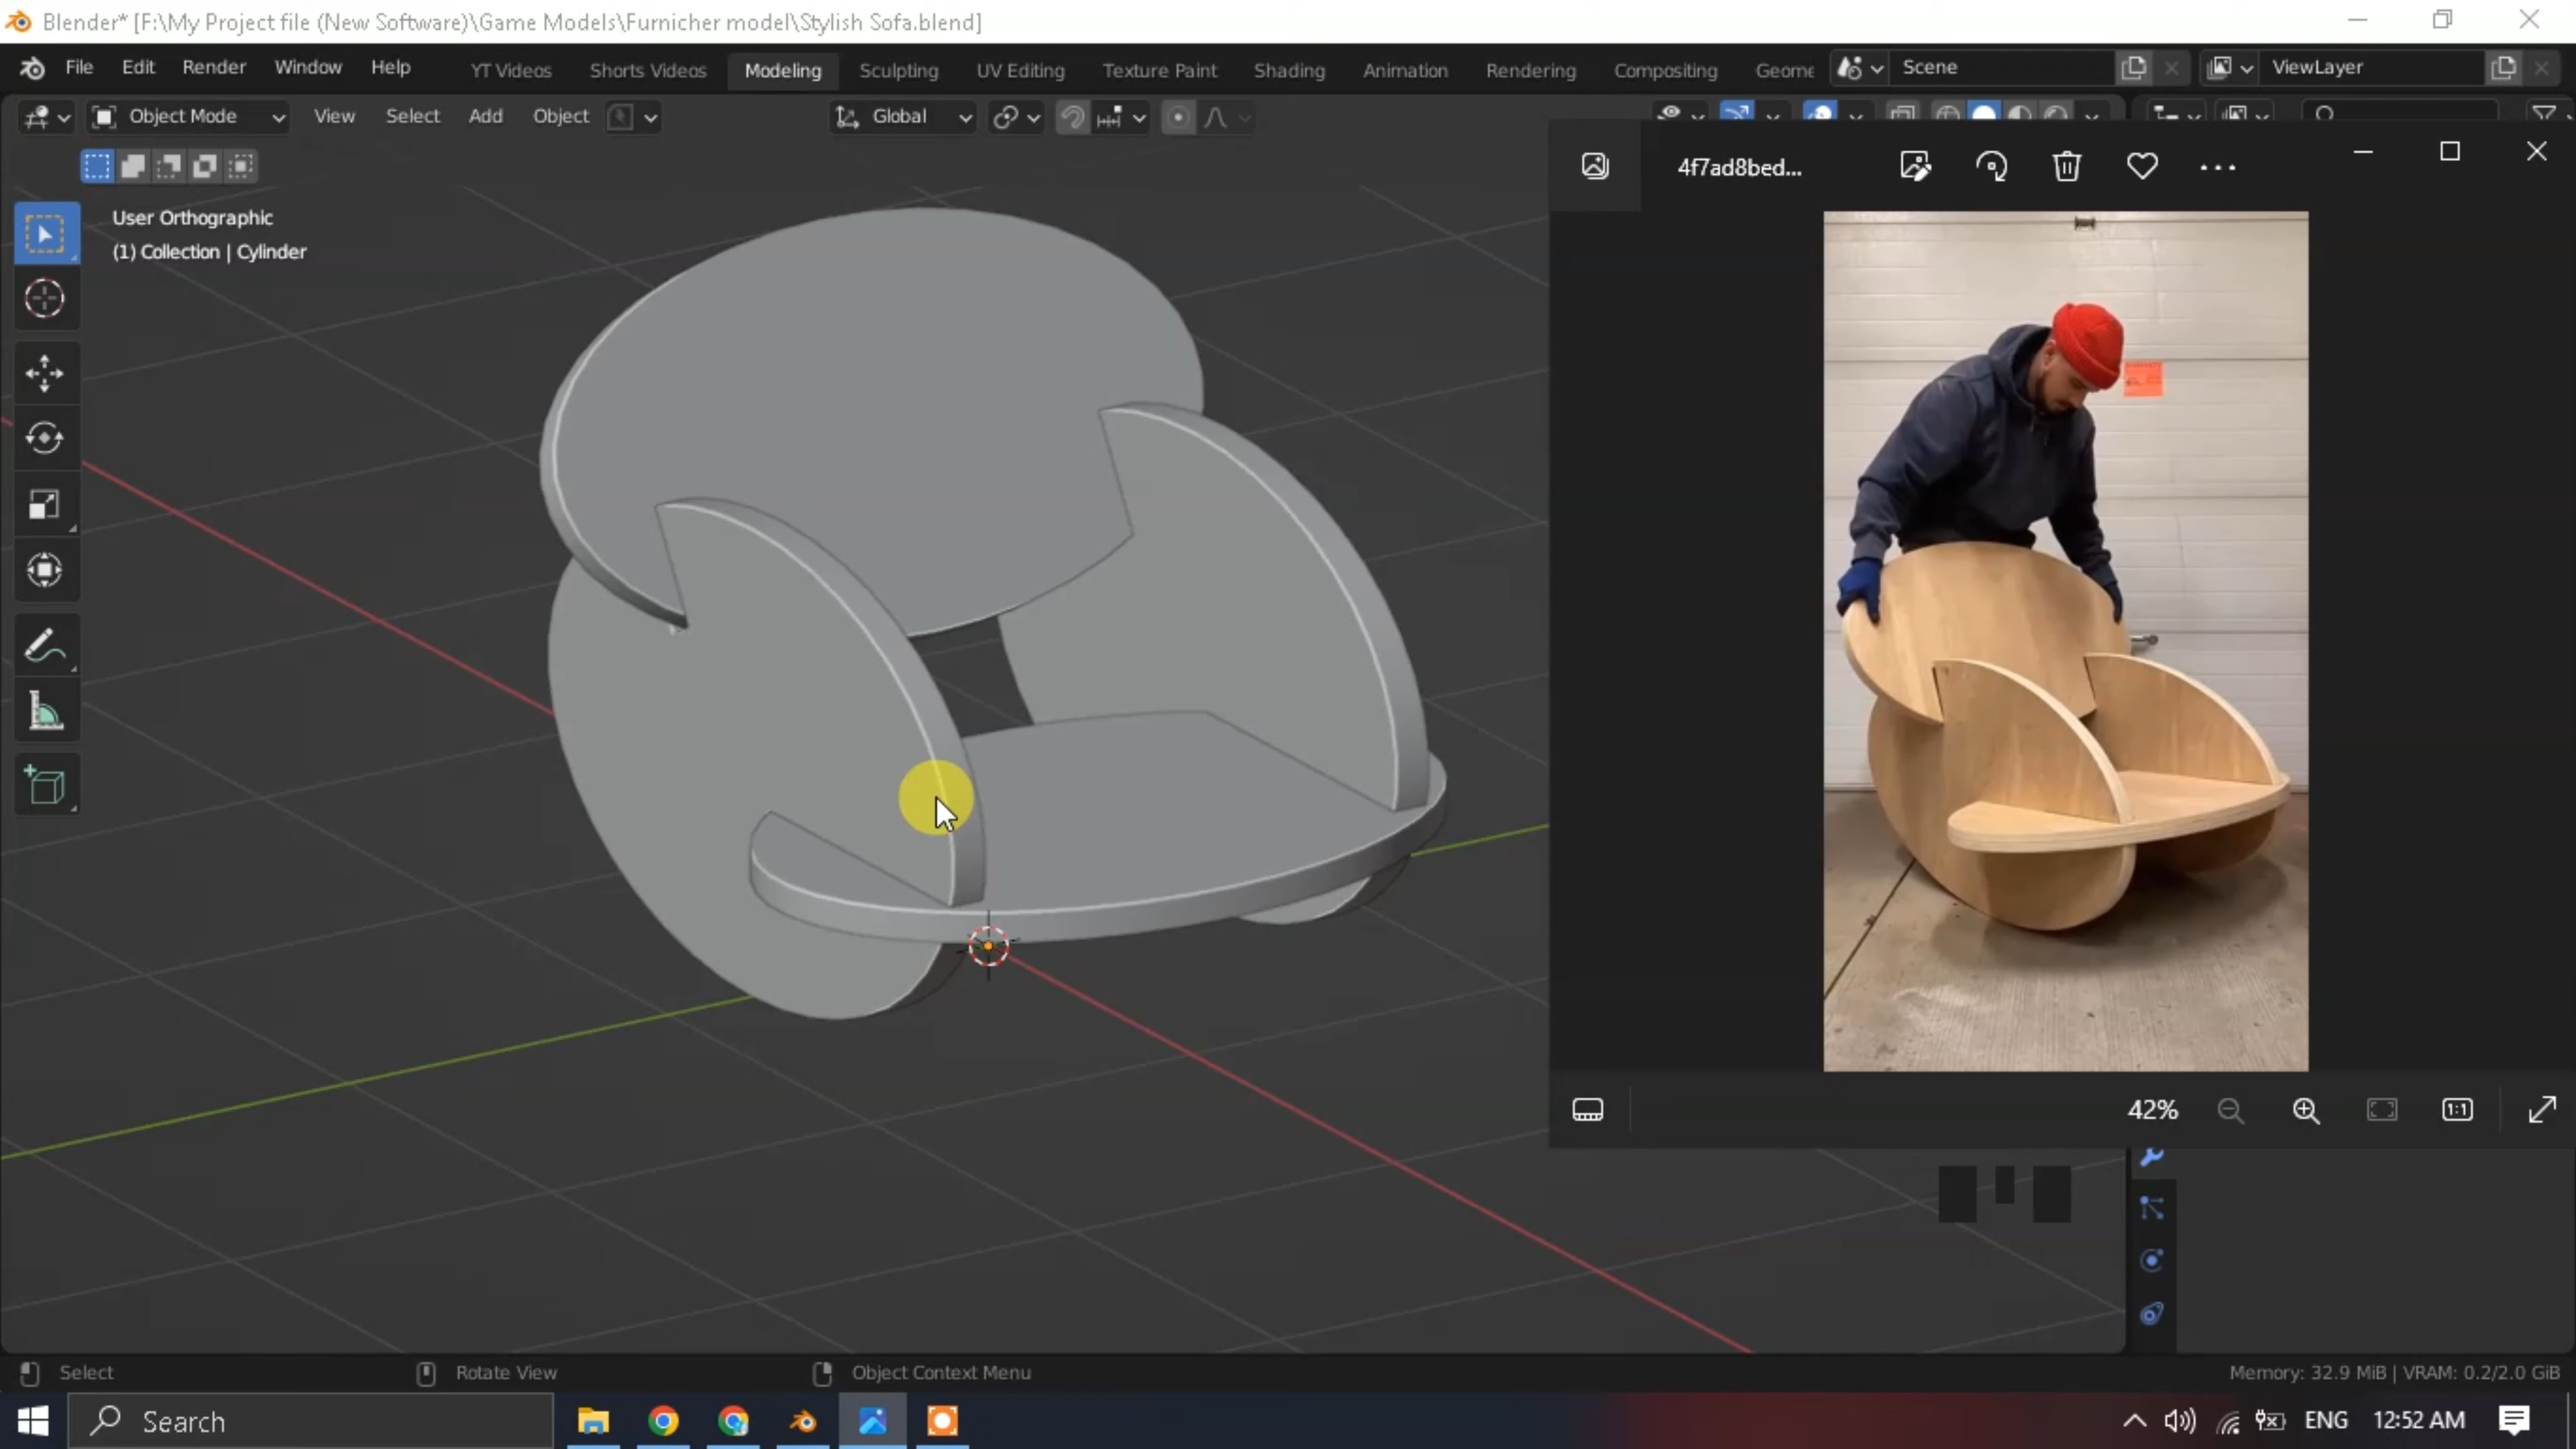 Blender* [F:\My Project file (New Software)\Game Models\Furnicher model\Stylish Sofa.blend]
File Edit Render Window Help YT Videos Shorts Videos Modeling Sculpting UV Editing Texture Paint Shading Animation Rendering Compositing Geome Scene ViewLayer
Object Mode View Select Add Object Global
4f7ad8bed...
User Orthographic
(1) Collection | Cylinder
42% 1:1
Select Rotate View Object Context Menu Memory: 32.9 MiB | VRAM: 0.2/2.0 GiB
Search ENG 12:52 AM